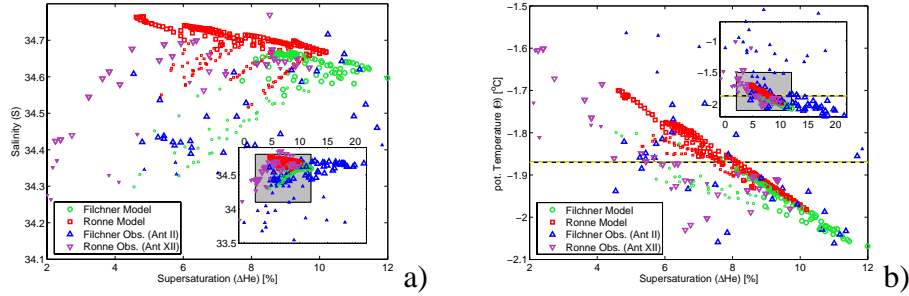 34.8
34.7
34.6
34.5
34.4
34.3
34.2
34.1
Salinity (S)
2 4 6 8 10 12
Supersaturation (ΔHe) [%]
Filchner Model
Ronne Model
Filchner Obs. (Ant II)
Ronne Obs. (Ant XII)
0 5 10 15 20
34.5
34
33.5
a)
−1.5
−1.6
−1.7
−1.8
−1.9
−2
−2.1
pot. Temperature (Θ) [⁰C]
2 4 6 8 10 12
Supersaturation (ΔHe) [%]
Filchner Model
Ronne Model
Filchner Obs. (Ant II)
Ronne Obs. (Ant XII)
−1
−1.5
−2
0 5 10 15 20
b)